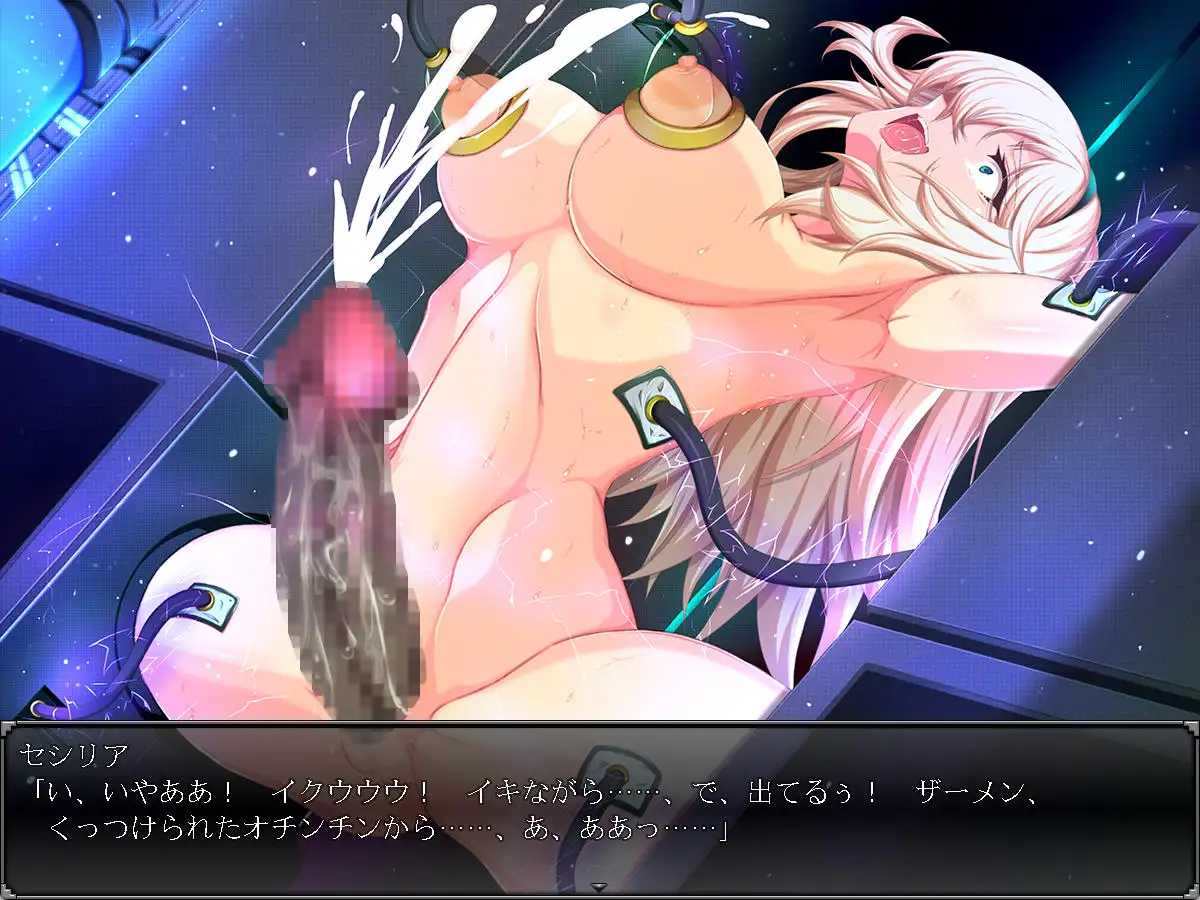 セシリア
「い、いやああ！　イクウウウ！　イキながら……、で、出てるぅ！　ザーメン、
くっつけられたオチンチンから……、あ、ああっ……」